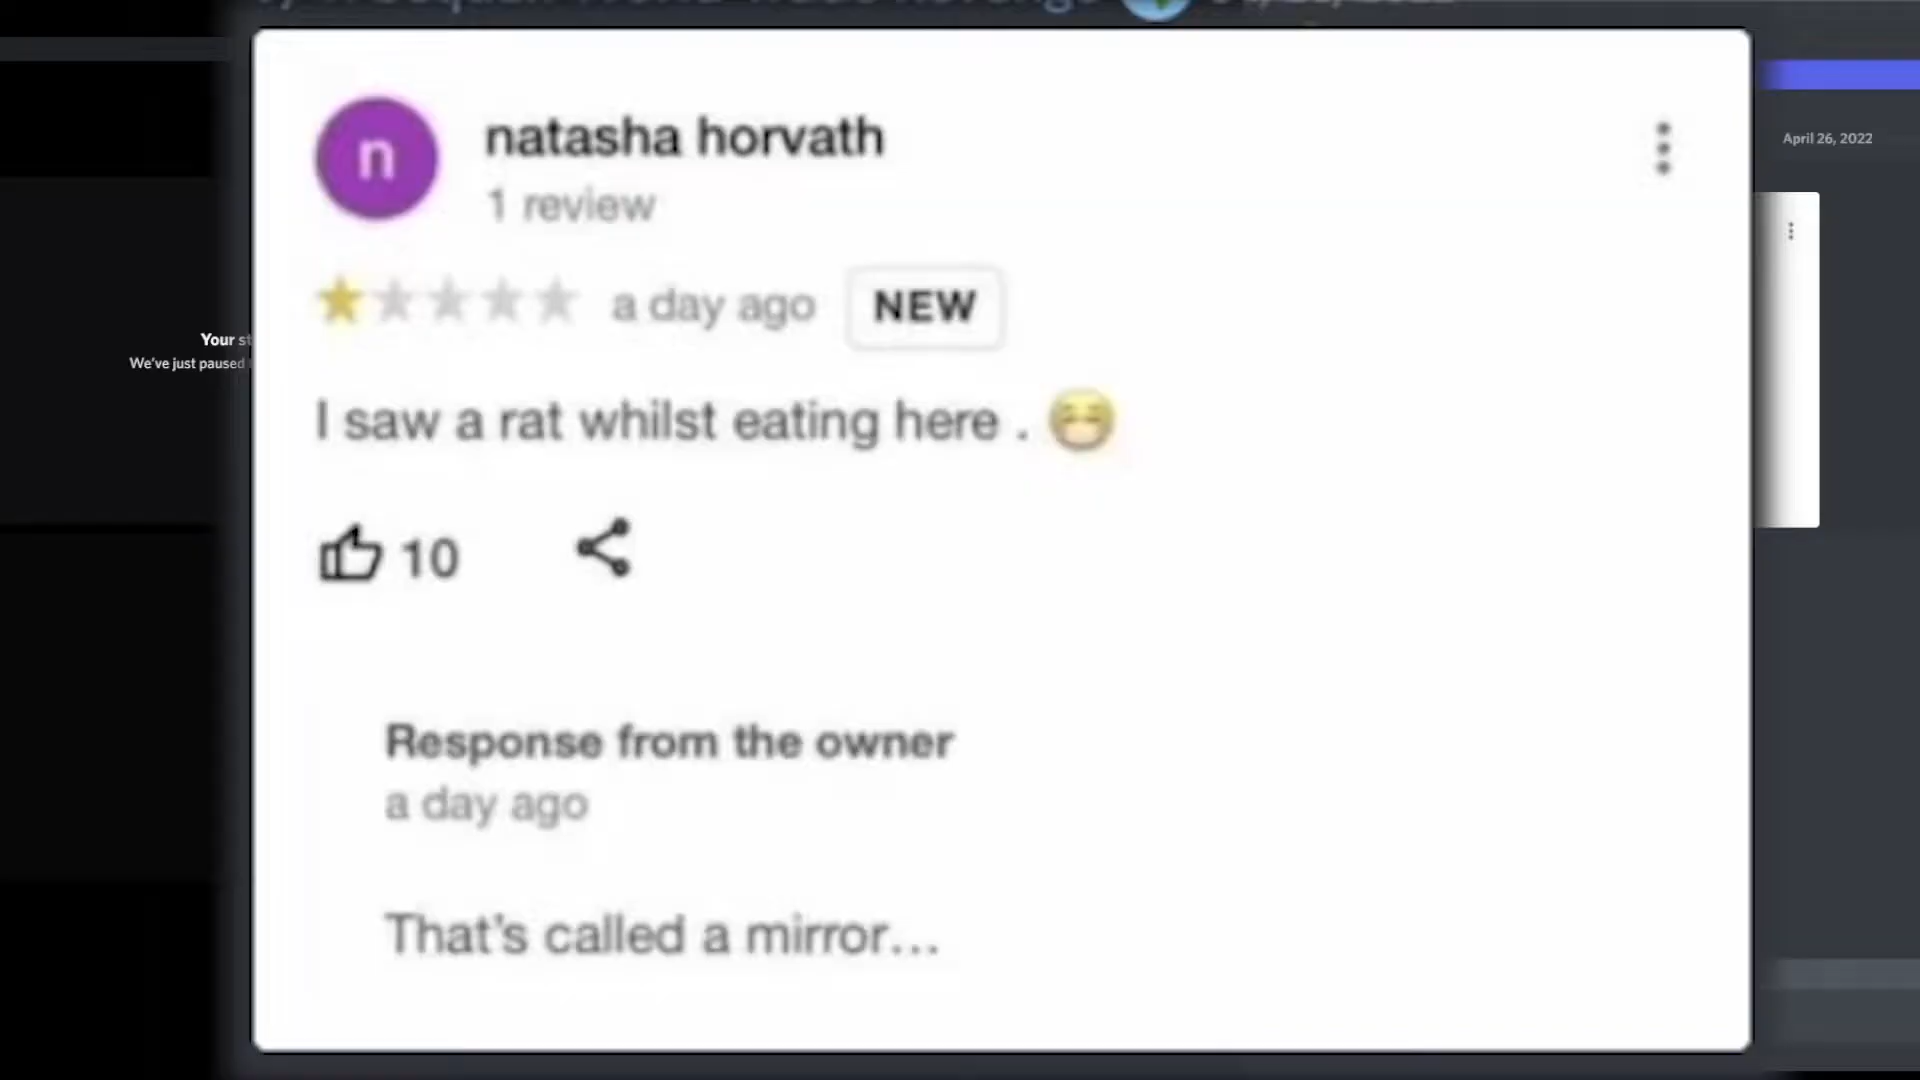 n
natasha horvath
1 review
a day ago NEW
I saw a rat whilst eating here . 😷
10
Response from the owner
a day ago
That's called a mirror...
April 26, 2022
Your st
We've just paused